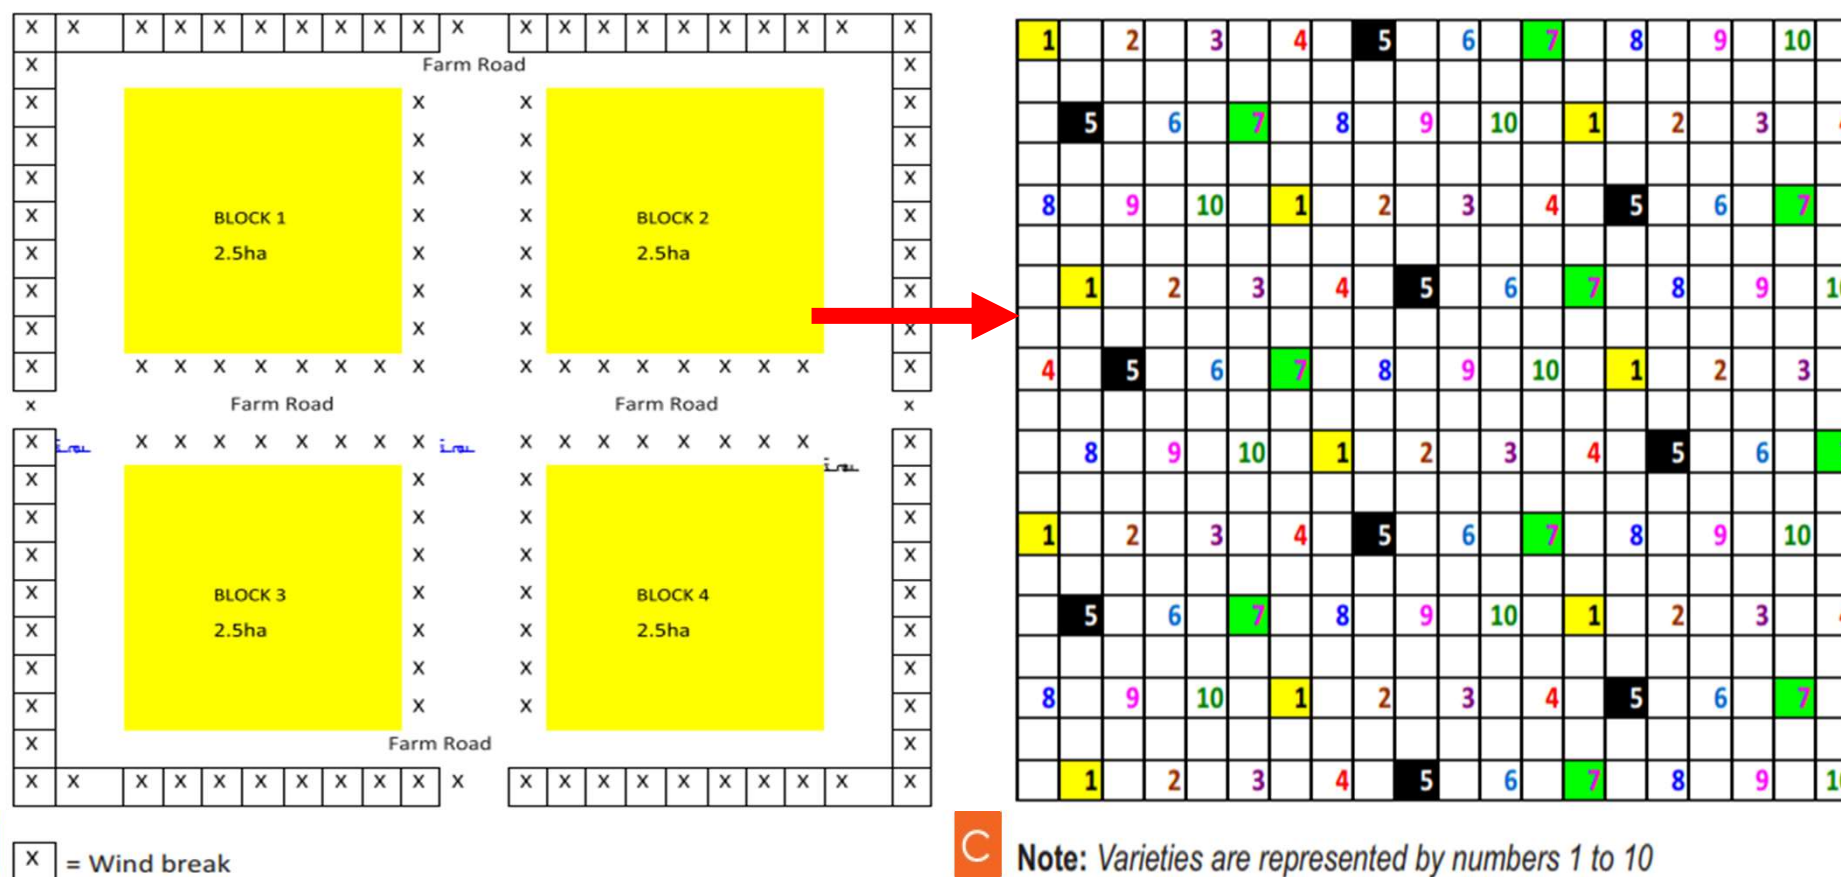 X X X X X X X X X X X X X X X X X X X X X
X Farm Road X
X X X X
X X X X
X X X X
X BLOCK 1 X X BLOCK 2 X
X 2.5ha X X 2.5ha X
X X X X
X X X X
X X X X X X X X X X X X X X X X X X
x Farm Road Farm Road x
X X X X X X X X X X X X X X X X X X
X X X X
X X X X
X X X X
X BLOCK 3 X X BLOCK 4 X
X 2.5ha X X 2.5ha X
X X X X
X X X X
X Farm Road X
X X X X X X X X X X X X X X X X X X X X X
X = Wind break
1 2 3 4 5 6 7 8 9 10
5 6 7 8 9 10 1 2 3
8 9 10 1 2 3 4 5 6 7
1 2 3 4 5 6 7 8 9
4 5 6 7 8 9 10 1 2 3
8 9 10 1 2 3 4 5 6
1 2 3 4 5 6 7 8 9 10
5 6 7 8 9 10 1 2 3
8 9 10 1 2 3 4 5 6 7
1 2 3 4 5 6 7 8 9
C
Note: Varieties are represented by numbers 1 to 10